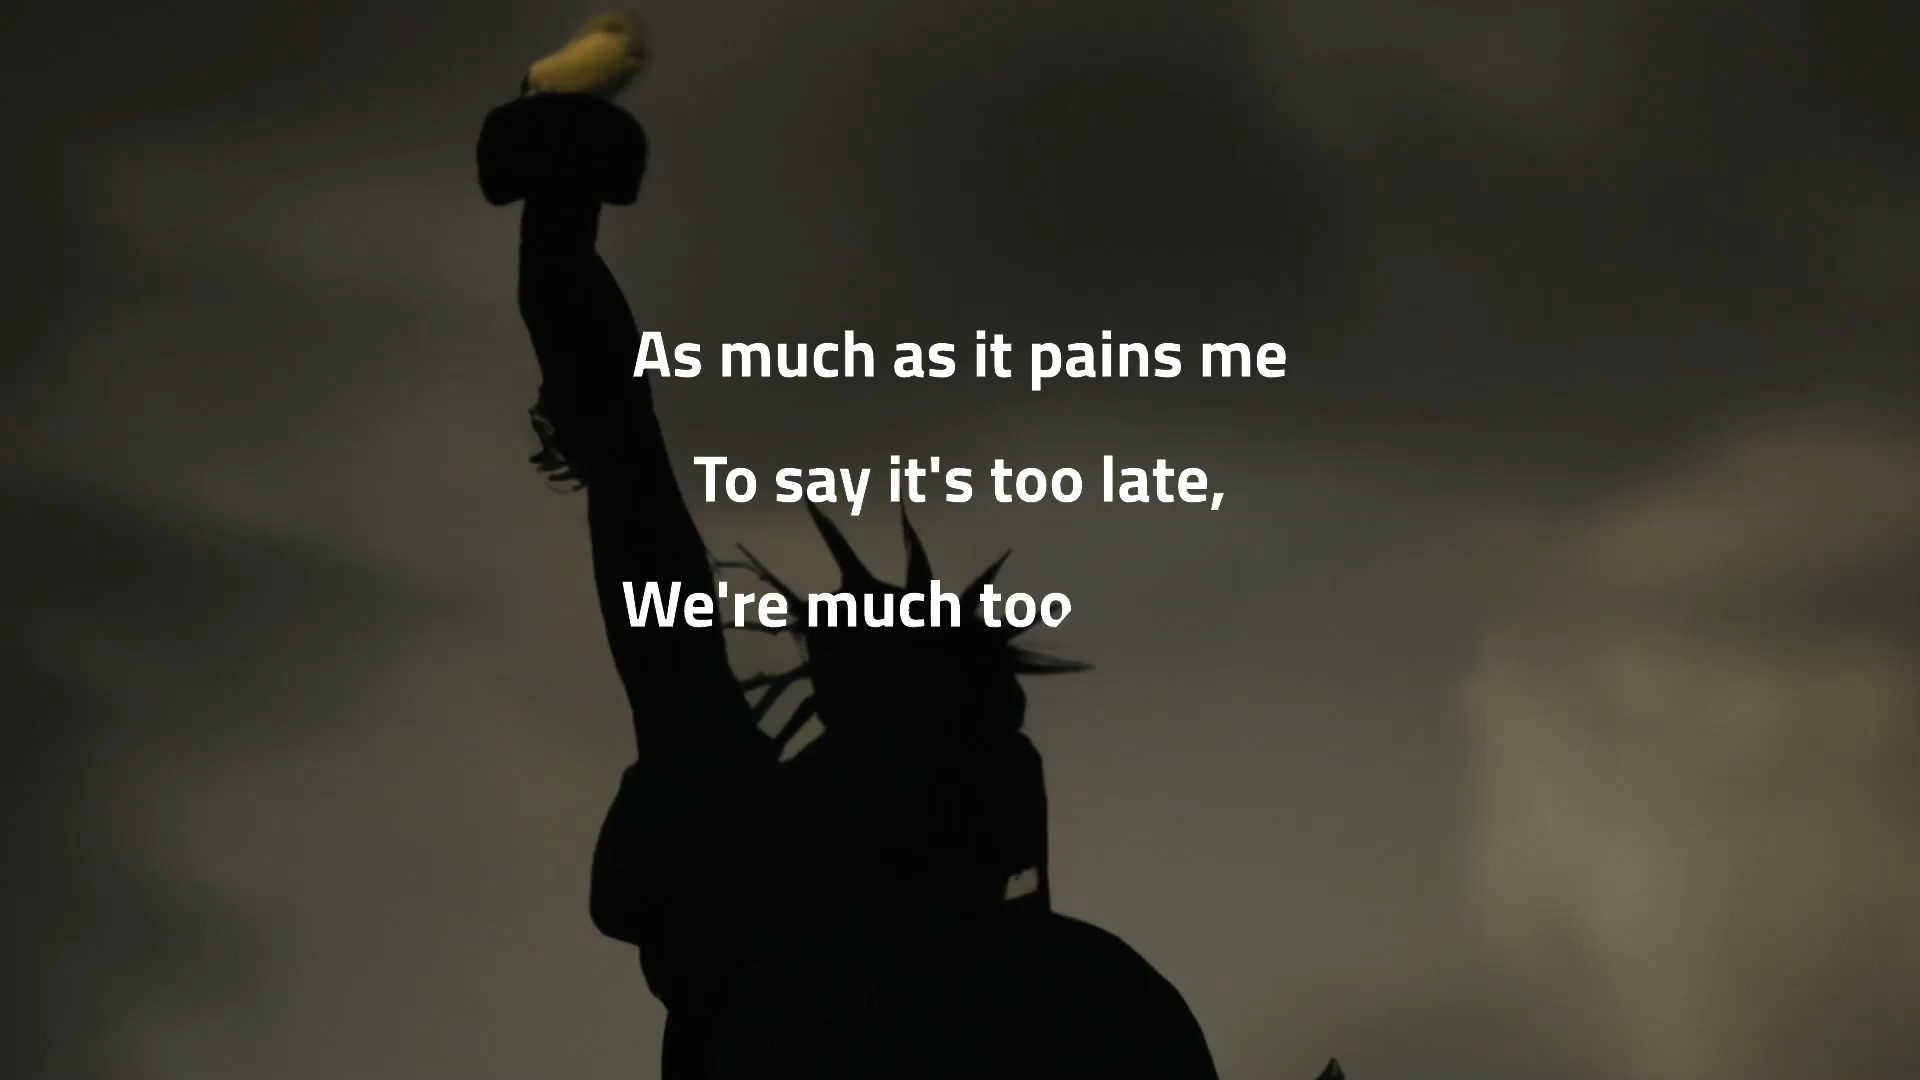 As much as it pains me
To say it's too late,
We're much too